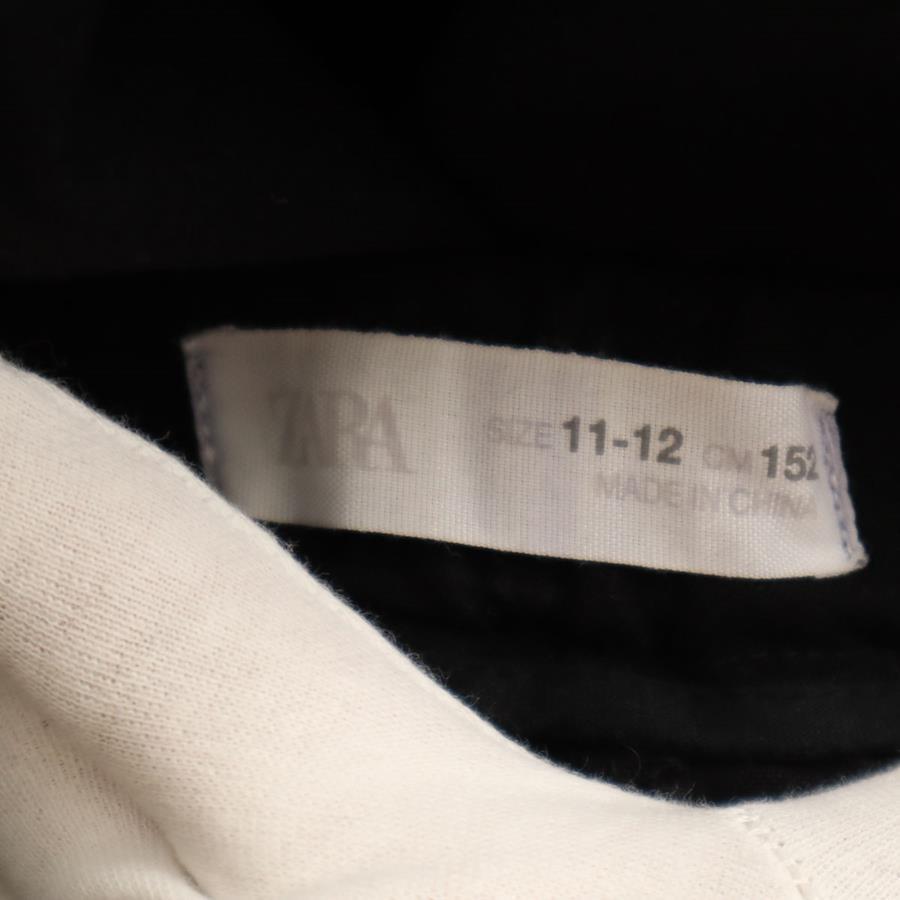 ZARA
SIZE 11-12 CM 152
MADE IN CHINA